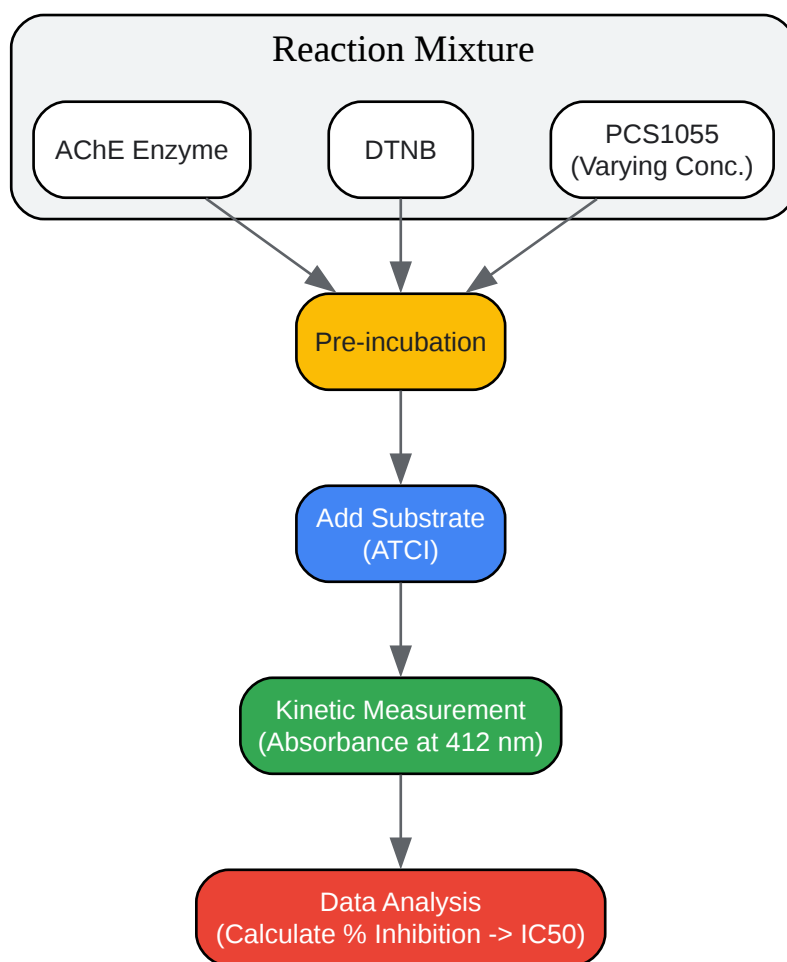 Reaction Mixture
AChE Enzyme
DTNB
PCS1055
(Varying Conc.)
Pre-incubation
Add Substrate
(ATCI)
Kinetic Measurement
(Absorbance at 412 nm)
Data Analysis
(Calculate % Inhibition -> IC50)